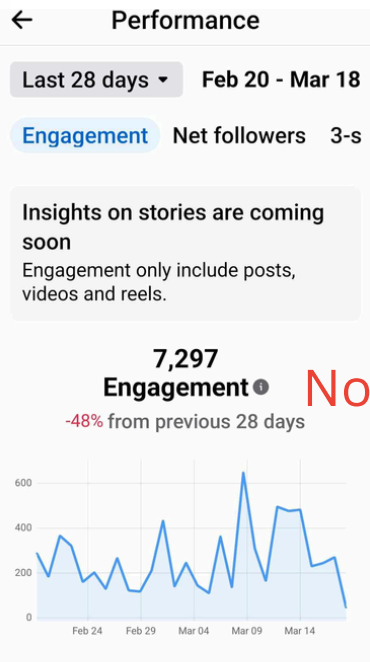 Performance
Last 28 days Feb 20 - Mar 18
Engagement Net followers 3-s
Insights on stories are coming
soon
Engagement only include posts,
videos and reels.
7,297
Engagement
No
-48% from previous 28 days
600
400
200
0
Feb 24 Feb 29 Mar 04 Mar 09 Mar 14